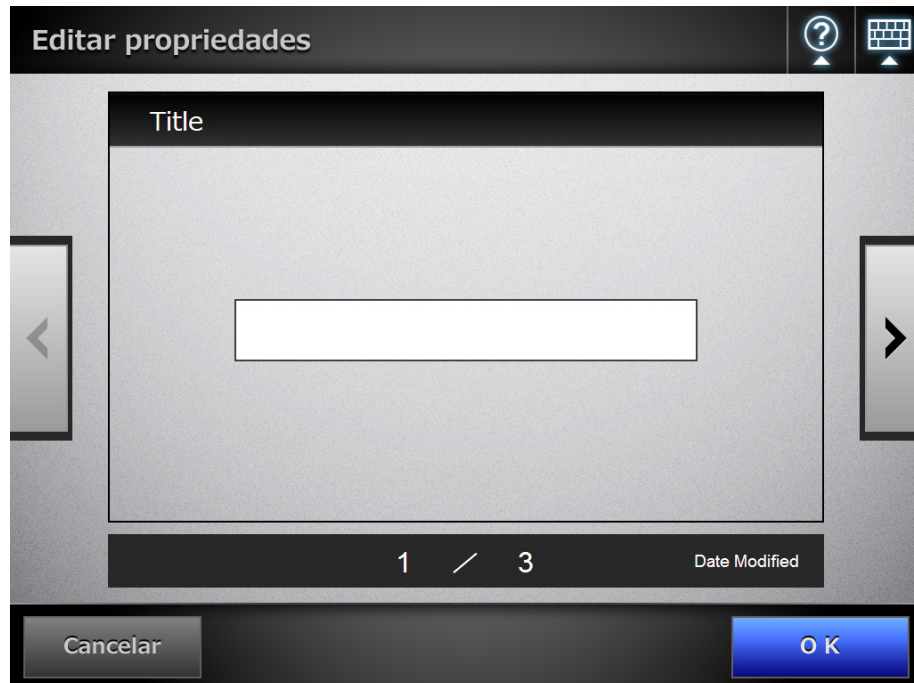 Editar propriedades
?
Title
1 / 3 Date Modified
Cancelar OK